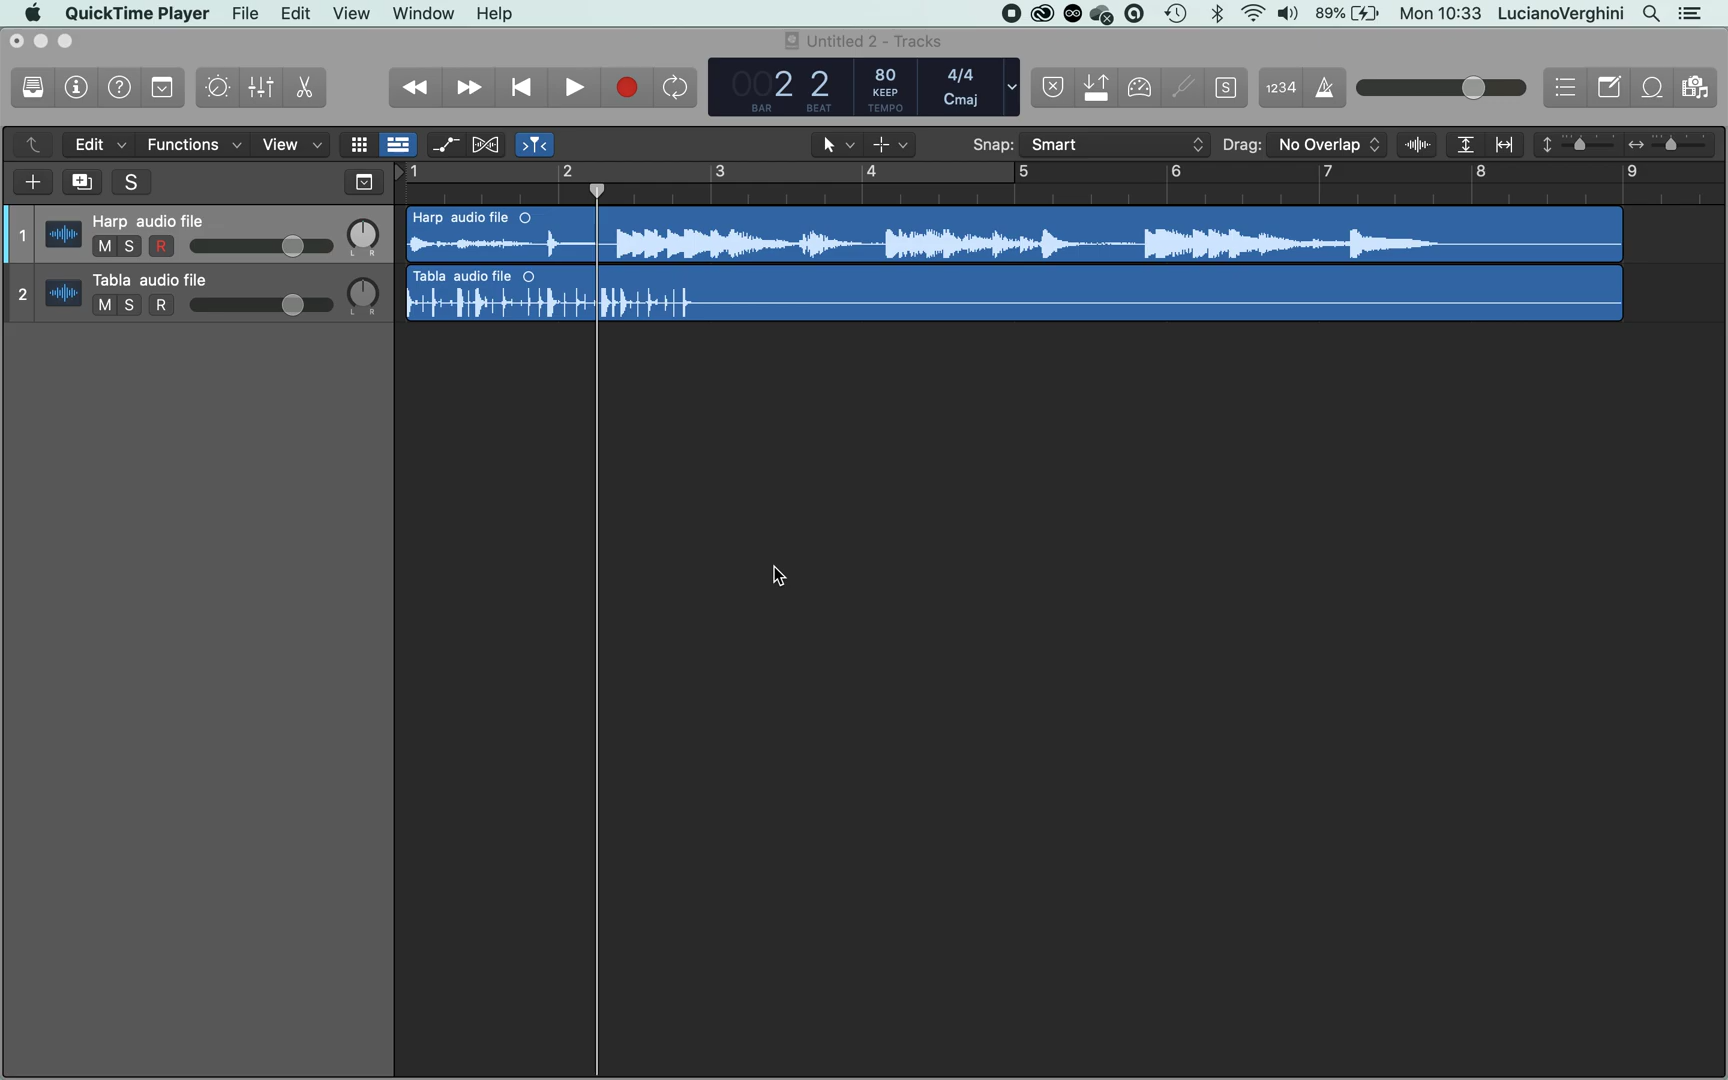 QuickTime Player File Edit View Window Help 89% Mon 10:33 LucianoVerghini
Untitled 2 - Tracks
002 2 80 4/4
KEEP Cmaj
BAR BEAT TEMPO
S 1234
Edit Functions View Snap: Smart Drag: No Overlap
S 1 2 3 4 5 6 7 8 9
1 Harp audio file
M S R L R
Harp audio file
2 Tabla audio file
M S R L R
Tabla audio file